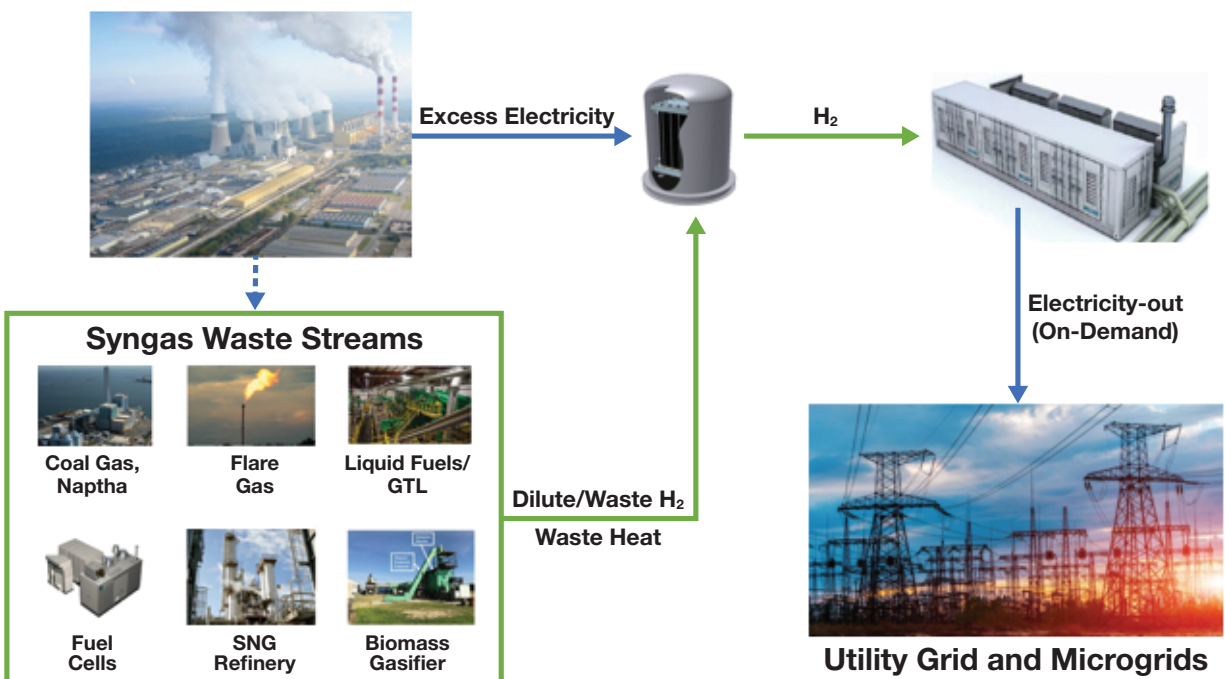 Excess Electricity
H₂
Electricity-out
(On-Demand)
Syngas Waste Streams
Coal Gas,
Naptha
Flare
Gas
Liquid Fuels/
GTL
Dilute/Waste H₂
Waste Heat
Fuel
Cells
SNG
Refinery
Biomass
Gasifier
Utility Grid and Microgrids